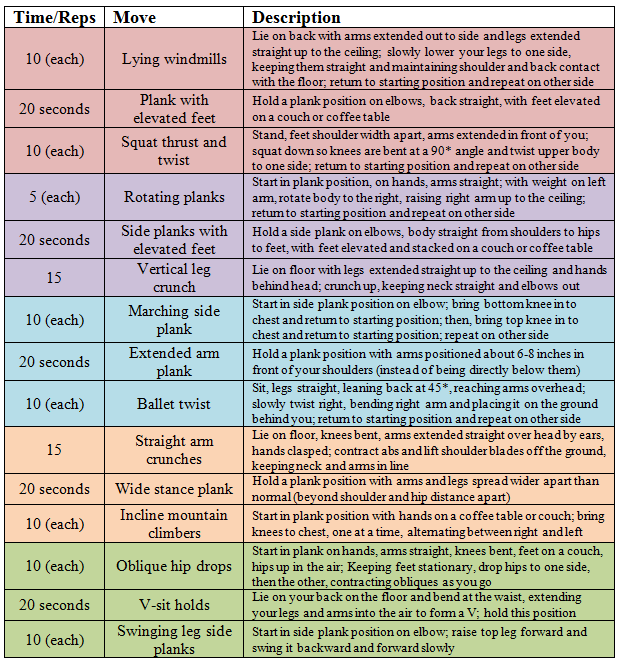 Time/Reps Move Description
10 (each) Lying windmills Lie on back with arms extended out to side and legs extended
straight up to the ceiling; slowly lower your legs to one side,
keeping them straight and maintaining shoulder and back contact
with the floor; return to starting position and repeat on other side
20 seconds Plank with
elevated feet
Hold a plank position on elbows, back straight, with feet elevated
on a couch or coffee table
10 (each) Squat thrust and
twist
Stand, feet shoulder width apart, arms extended in front of you;
squat down so knees are bent at a 90* angle and twist upper body
to one side; return to starting position and repeat on other side
5 (each) Rotating planks Start in plank position, on hands, arms straight; with weight on left
arm, rotate body to the right, raising right arm up to the ceiling;
return to starting position and repeat on other side
20 seconds Side planks with
elevated feet
Hold a side plank on elbows, body straight from shoulders to hips
to feet, with feet elevated and stacked on a couch or coffee table
15 Vertical leg
crunch
Lie on floor with legs extended straight up to the ceiling and hands
behind head; crunch up, keeping neck straight and elbows out
10 (each) Marching side
plank
Start in side plank position on elbow; bring bottom knee in to
chest and return to starting position; then, bring top knee in to
chest and return to starting position; repeat on other side
20 seconds Extended arm
plank
Hold a plank position with arms positioned about 6-8 inches in
front of your shoulders (instead of being directly below them)
10 (each) Ballet twist Sit, legs straight, leaning back at 45*, reaching arms overhead;
slowly twist right, bending right arm and placing it on the ground
behind you; return to starting position and repeat on other side
15 Straight arm
crunches
Lie on floor, knees bent, arms extended straight over head by ears,
hands clasped; contract abs and lift shoulder blades off the ground,
keeping neck and arms in line
20 seconds Wide stance plank Hold a plank position with arms and legs spread wider apart than
normal (beyond shoulder and hip distance apart)
10 (each) Incline mountain
climbers
Start in plank position with hands on a coffee table or couch; bring
knees to chest, one at a time, alternating between right and left
10 (each) Oblique hip drops Start in plank on hands, arms straight, knees bent, feet on a couch,
hips up in the air; Keeping feet stationary, drop hips to one side,
then the other, contracting obliques as you go
20 seconds V-sit holds Lie on your back on the floor and bend at the waist, extending
your legs and arms into the air to form a V; hold this position
10 (each) Swinging leg side
planks
Start in side plank position on elbow; raise top leg forward and
swing it backward and forward slowly